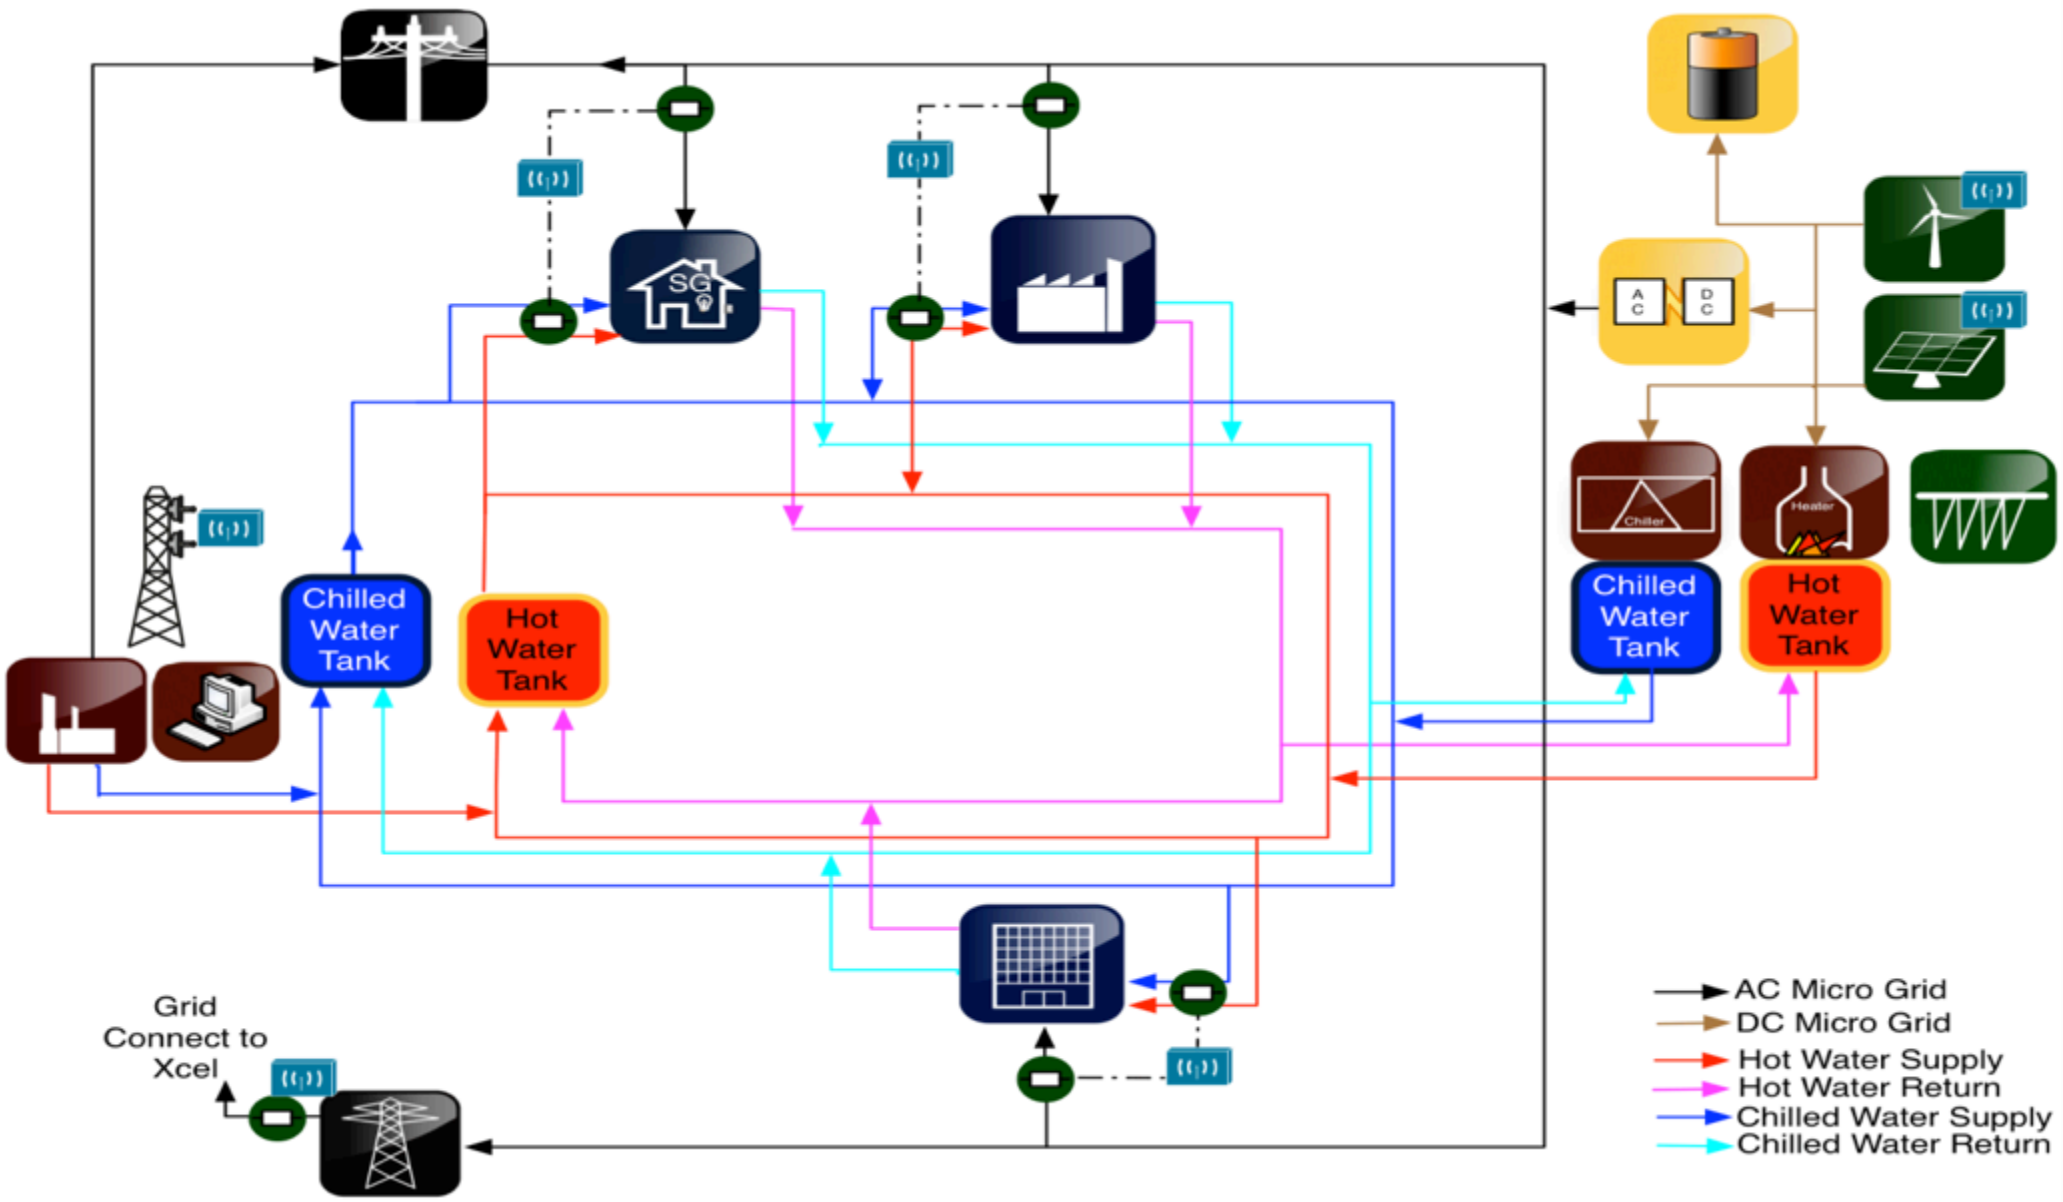 SG
A
C
D
C
Chiller
Heater
Chilled
Water
Tank
Hot
Water
Tank
Chilled
Water
Tank
Hot
Water
Tank
Grid
Connect to
Xcel
AC Micro Grid
DC Micro Grid
Hot Water Supply
Hot Water Return
Chilled Water Supply
Chilled Water Return